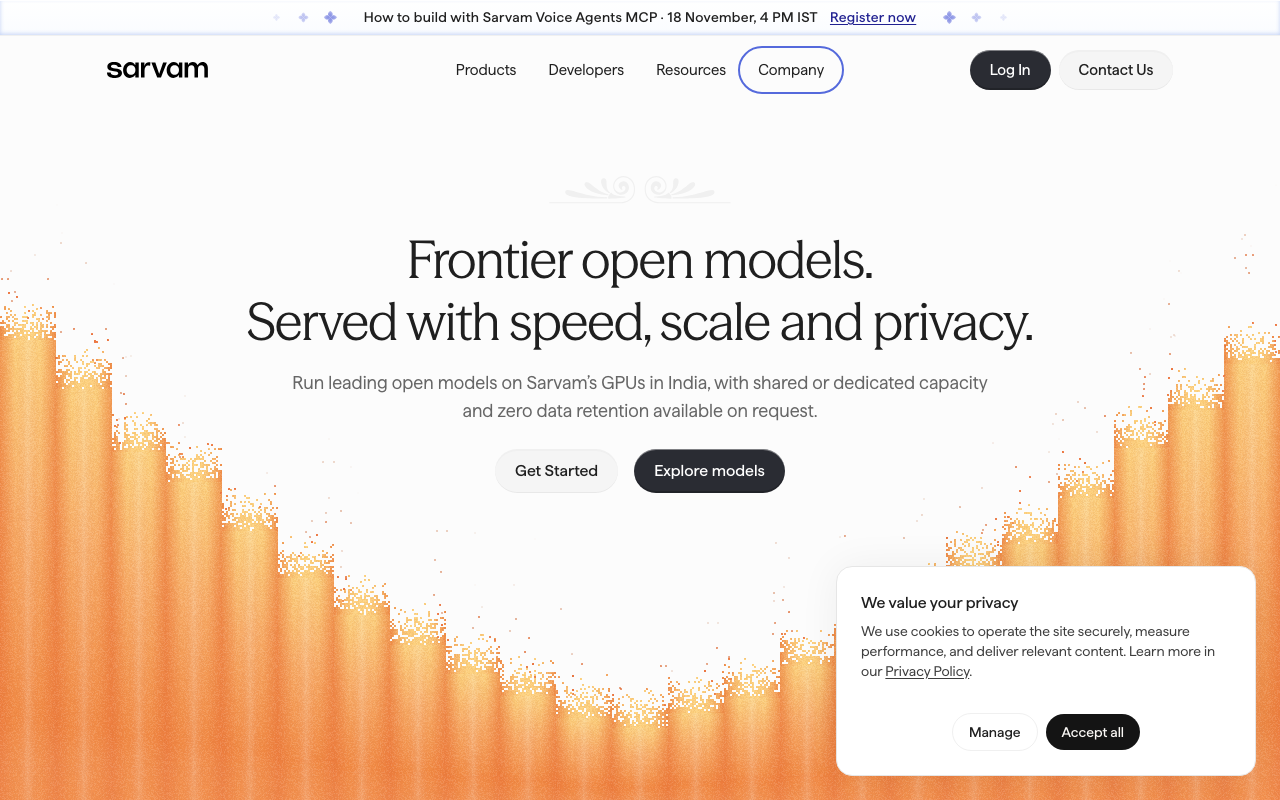 How to build with Sarvam Voice Agents MCP · 18 November, 4 PM IST Register now
sarvam
Products
Developers
Resources
Company
Log In
Contact Us
Frontier open models.
Served with speed, scale and privacy.
Run leading open models on Sarvam's GPUs in India, with shared or dedicated capacity
and zero data retention available on request.
Get Started
Explore models
We value your privacy
We use cookies to operate the site securely, measure
performance, and deliver relevant content. Learn more in
our Privacy Policy.
Manage
Accept all